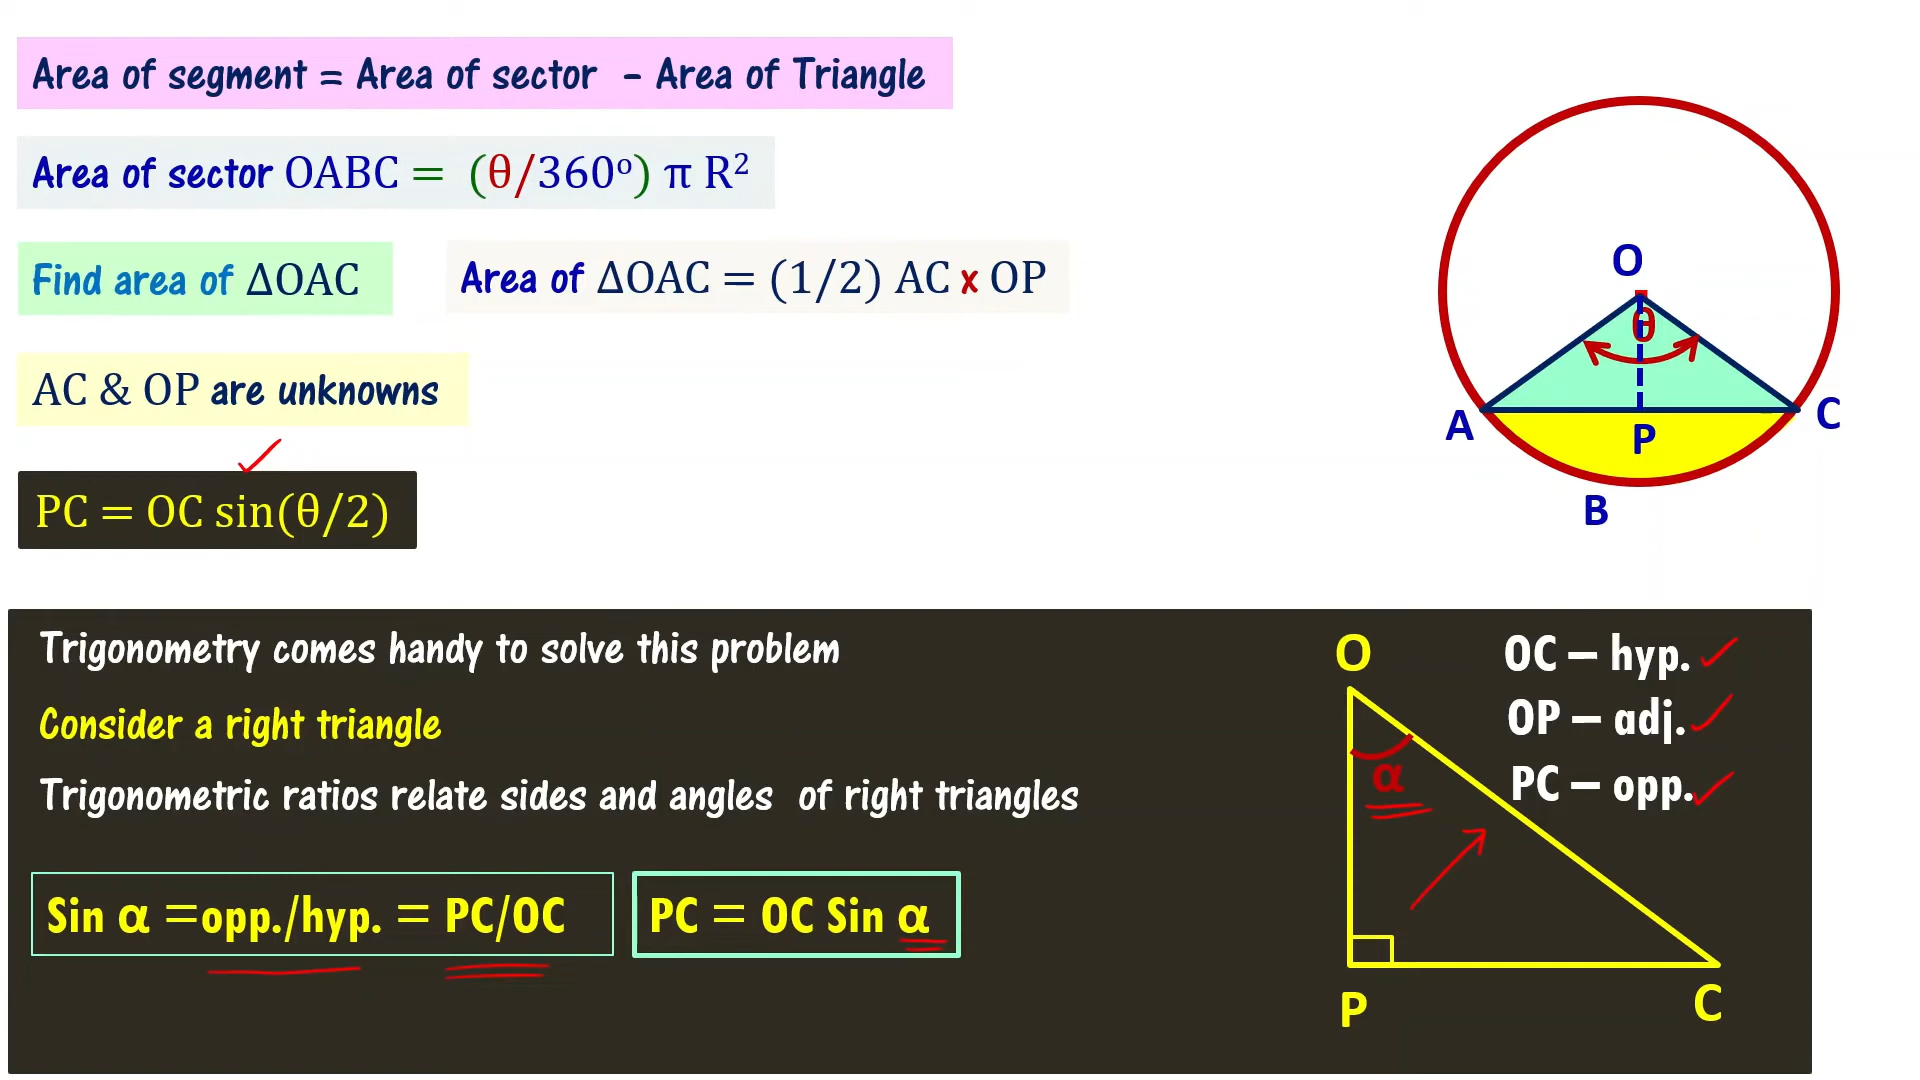 Area of segment = Area of sector – Area of Triangle
Area of sector OABC = (θ/360º) π R²
Find area of ΔOAC
Area of ΔOAC = (1/2) AC x OP
AC & OP are unknowns
PC = OC sin(θ/2)
O
θ
A
P
C
B
Trigonometry comes handy to solve this problem
Consider a right triangle
Trigonometric ratios relate sides and angles of right triangles
Sin α =opp./hyp. = PC/OC
PC = OC Sin α
O
α
P
C
OC – hyp.
OP – adj.
PC – opp.